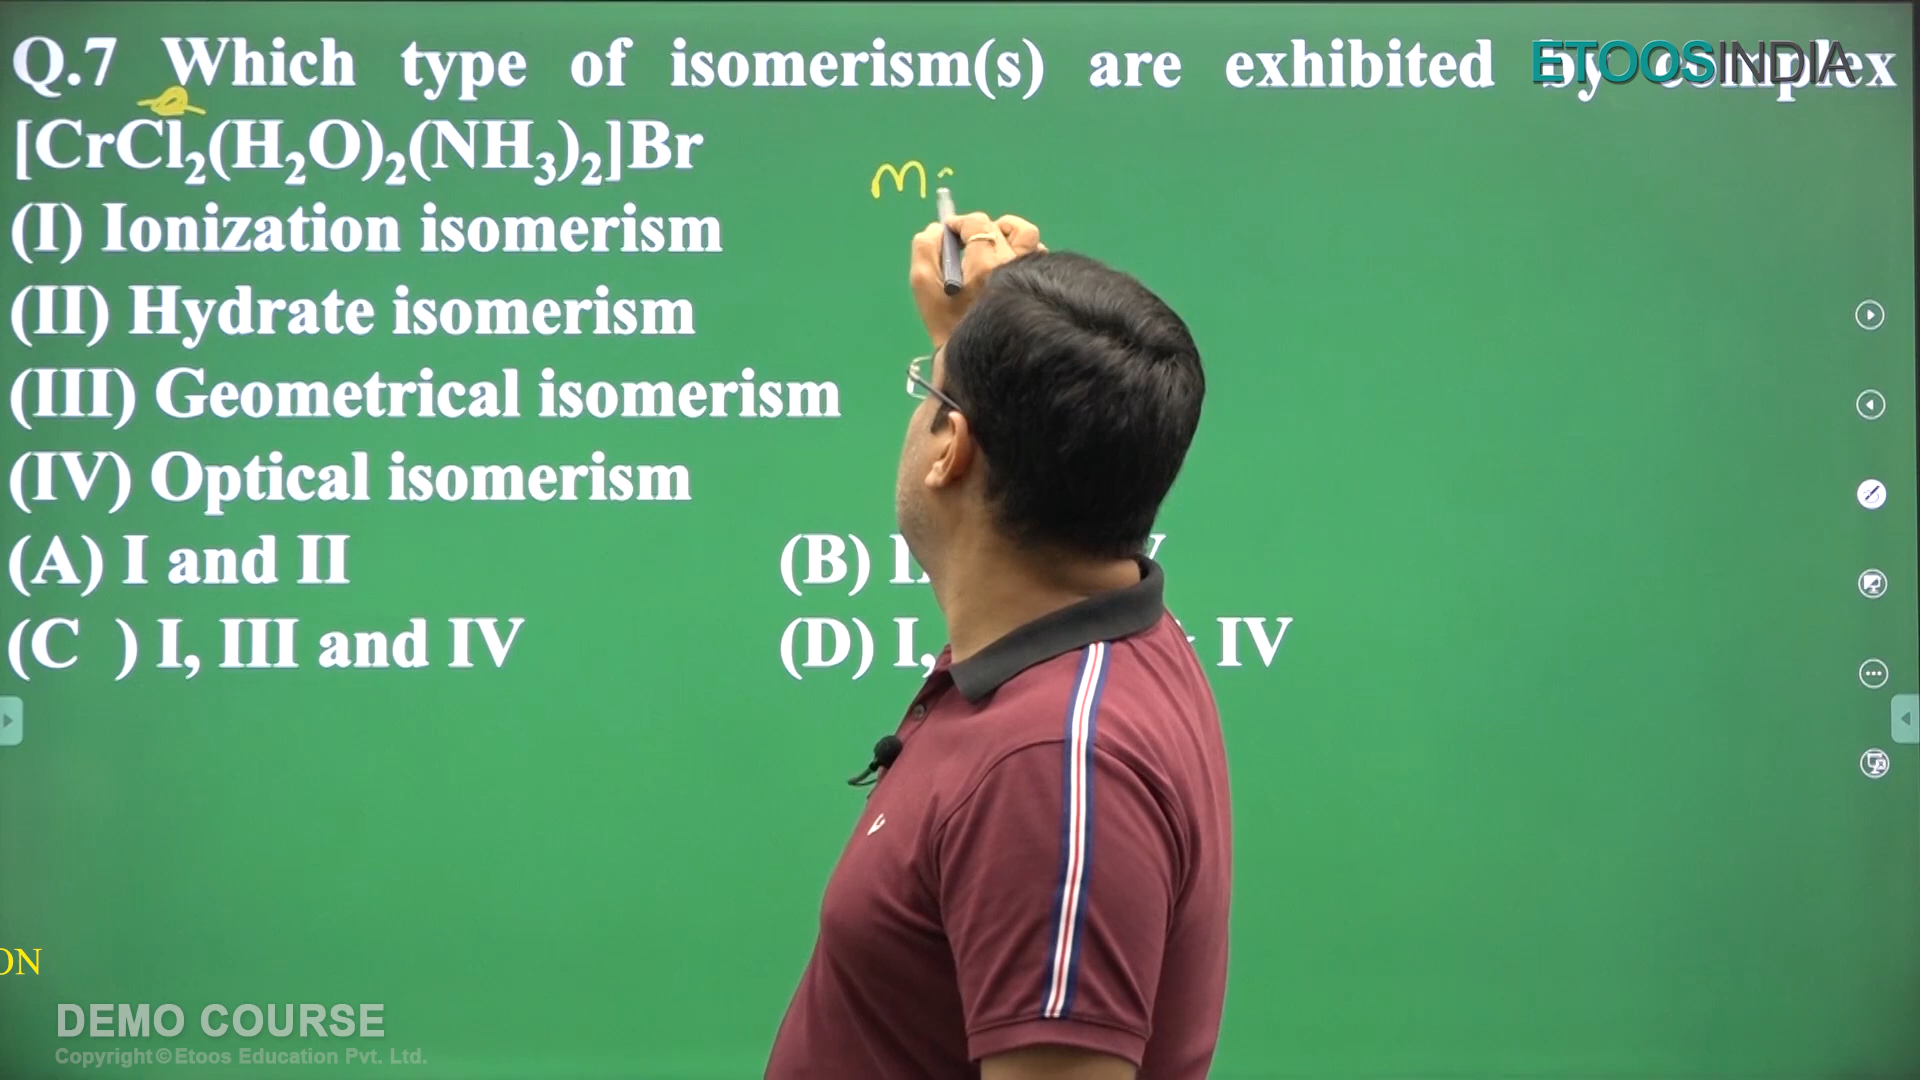 Q.7 Which type of isomerism(s) are exhibited by complex
ETOOSINDIA
[CrCl₂(H₂O)₂(NH₃)₂]Br
M
(I) Ionization isomerism
(II) Hydrate isomerism
(III) Geometrical isomerism
(IV) Optical isomerism
(A) I and II
(B)
(C ) I, III and IV
(D) I, IV
ON
DEMO COURSE
Copyright © Etoos Education Pvt. Ltd.